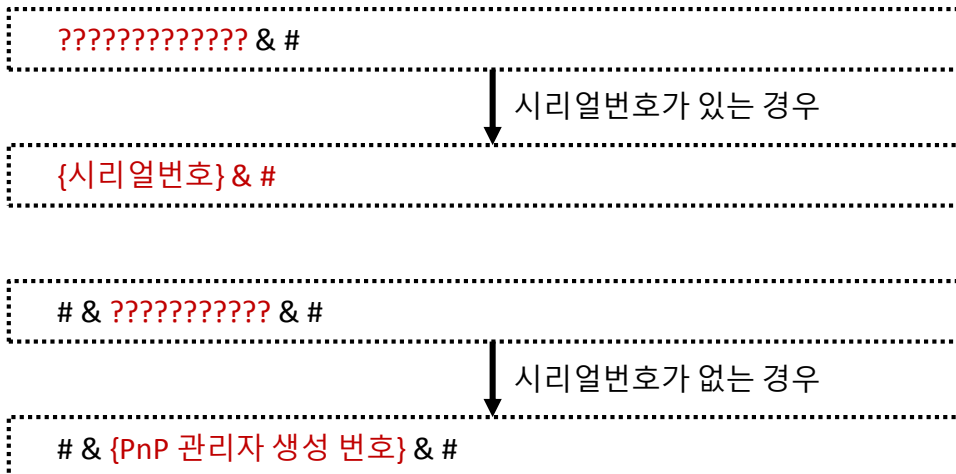 ????????????? & #
시리얼번호가 있는 경우
{시리얼번호} & #
# & ??????????? & #
시리얼번호가 없는 경우
# & {PnP 관리자 생성 번호} & #